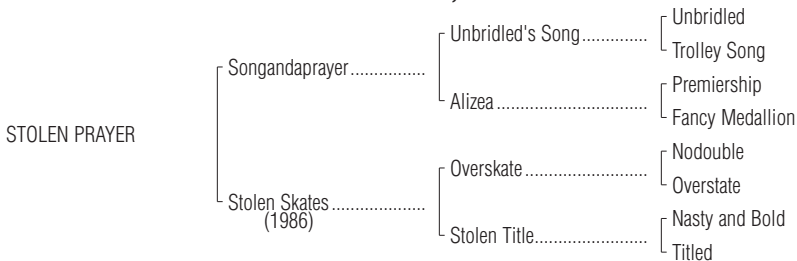 Unbridled
Unbridled's Song..............
Trolley Song
Songandaprayer................
Premiership
Alizea................................
Fancy Medallion
STOLEN PRAYER
Nodouble
Overskate..........................
Overstate
Stolen Skates....................
(1986)
Nasty and Bold
Stolen Title........................
Titled